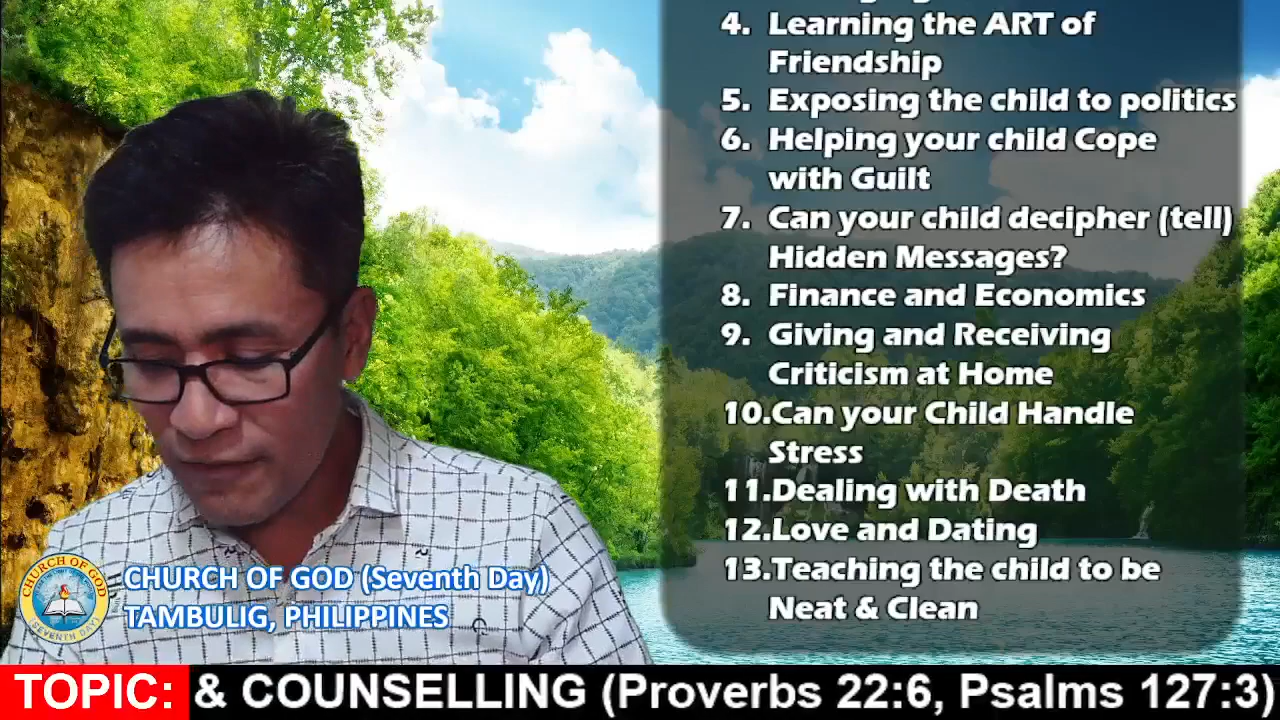 4. Learning the ART of
Friendship
5. Exposing the child to politics
6. Helping your child Cope
with Guilt
7. Can your child decipher (tell)
Hidden Messages?
8. Finance and Economics
9. Giving and Receiving
Criticism at Home
10.Can your Child Handle
Stress
11.Dealing with Death
12.Love and Dating
13.Teaching the child to be
Neat & Clean
CHURCH OF GOD
(SEVENTH DAY)
CHURCH OF GOD (Seventh Day)
TAMBULIG, PHILIPPINES
TOPIC: & COUNSELLING (Proverbs 22:6, Psalms 127:3)